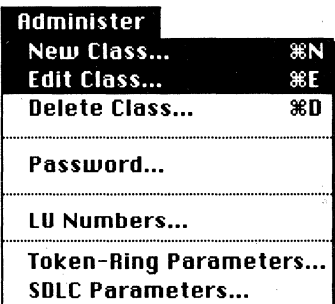 Administer
New Class... ⌘N
Edit Class... ⌘E
Delete Class... ⌘D
Password...
LU Numbers...
Token-Ring Parameters...
SDLC Parameters...